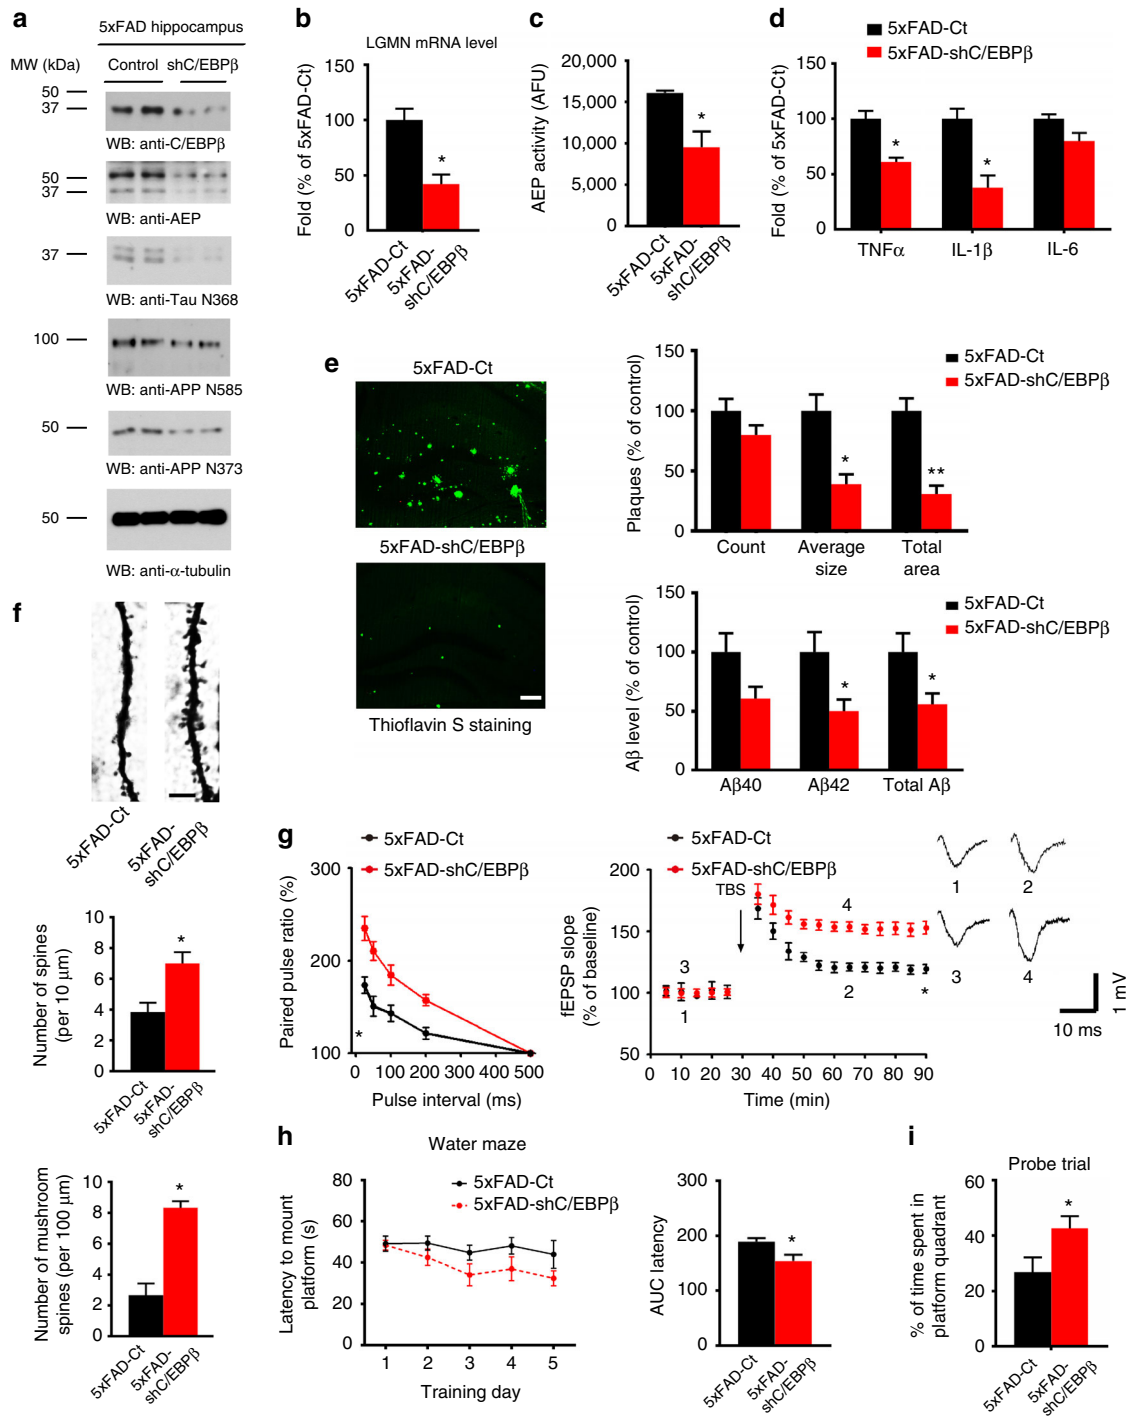 a
5xFAD hippocampus
MW (kDa)
Control shC/EBPβ
50
37
WB: anti-C/EBPβ
50
37
WB: anti-AEP
37
WB: anti-Tau N368
100
WB: anti-APP N585
50
WB: anti-APP N373
50
WB: anti-α-tubulin
b
LGMN mRNA level
Fold (% of 5xFAD-Ct)
150
100
50
0
5xFAD-Ct
5xFAD-
shC/EBPβ
c
AEP activity (AFU)
20,000
15,000
10,000
5,000
0
*
*
5xFAD-Ct
5xFAD-
shC/EBPβ
d
5xFAD-Ct
5xFAD-shC/EBPβ
Fold (% of 5xFAD-Ct)
150
100
50
0
*
*
TNFα
IL-1β
IL-6
e
5xFAD-Ct
5xFAD-shC/EBPβ
Thioflavin S staining
Plaques (% of control)
150
100
50
0
5xFAD-Ct
5xFAD-shC/EBPβ
*
**
Count
Average
size
Total
area
Aβ level (% of control)
150
100
50
0
5xFAD-Ct
5xFAD-shC/EBPβ
*
*
Aβ40
Aβ42
Total Aβ
f
5xFAD-Ct
5xFAD-
shC/EBPβ
Number of spines
(per 10 μm)
10
8
6
4
2
0
*
5xFAD-Ct
5xFAD-
shC/EBPβ
Number of mushroom
spines (per 100 μm)
10
8
6
4
2
0
*
5xFAD-Ct
5xFAD-
shC/EBPβ
g
5xFAD-Ct
5xFAD-shC/EBPβ
Paired pulse ratio (%)
300
200
100
*
0 100 200 300 400 500
Pulse interval (ms)
5xFAD-Ct
5xFAD-shC/EBPβ
fEPSP slope
(% of baseline)
200
150
100
50
TBS
3
1
4
2
*
0 10 20 30 40 50 60 70 80 90
Time (min)
1
2
3
4
1 mV
10 ms
h
Water maze
5xFAD-Ct
5xFAD-shC/EBPβ
Latency to mount
platform (s)
80
60
40
20
0
1 2 3 4 5
Training day
AUC latency
300
200
100
0
*
5xFAD-Ct
5xFAD-
shC/EBPβ
i
Probe trial
% of time spent in
platform quadrant
60
40
20
0
*
5xFAD-Ct
5xFAD-
shC/EBPβ